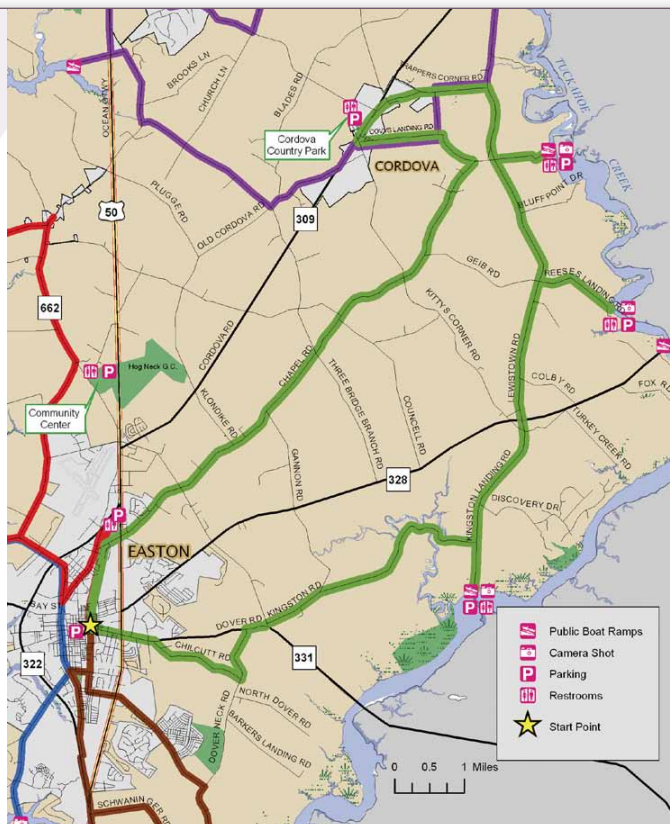 TUCKAHOE
CREEK
BROOKS LN
CHURCH LN
BLADES RD
OCEAN HWY
TRAPPERS CORNER RD
Cordova
Country Park
CORDOVA
PLUGGE RD
50
OLD CORDOVA RD
309
BLUFFPOINT DR
GEIB RD
REESES LANDING RD
662
CORDOVA RD
KITTYS CORNER RD
CHAPEL RD
LEWISTOWN RD
Hog Neck G.C.
KLONDIKE RD
THREE BRIDGE BRANCH RD
COUNCELL RD
COLBY RD
FOX RD
Community
Center
TURKEY CREEK RD
GANNON RD
328
KINGSTON LANDING RD
DISCOVERY DR
EASTON
BAY ST
DOVER RD
KINGSTON RD
CHILCUTT RD
322
331
NORTH DOVER RD
DOVER NECK RD
BARKERS LANDING RD
SCHWANINGER RD
0 0.5 1 Miles
Public Boat Ramps
Camera Shot
P Parking
Restrooms
Start Point